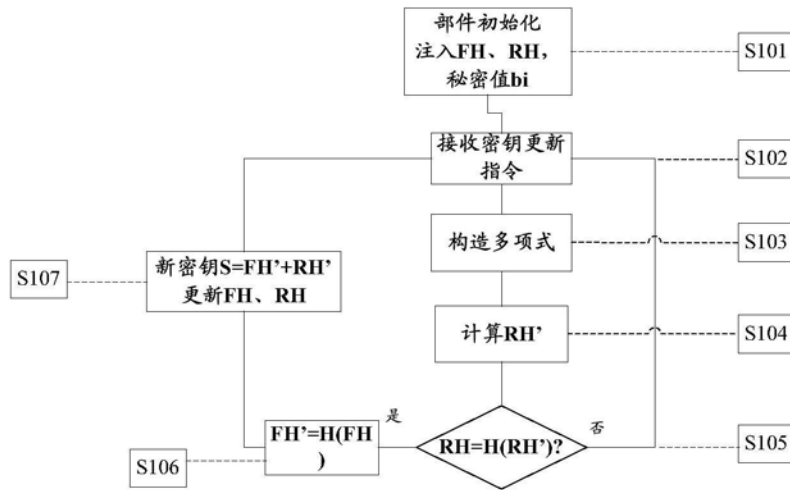 部件初始化
注入FH、RH,
秘密值bi
S101
接收密钥更新
指令
S102
构造多项式
S103
新密钥S=FH’+RH’
更新FH、RH
S107
计算RH’
S104
是
否
FH’=H(FH
)
RH=H(RH’)?
S105
S106